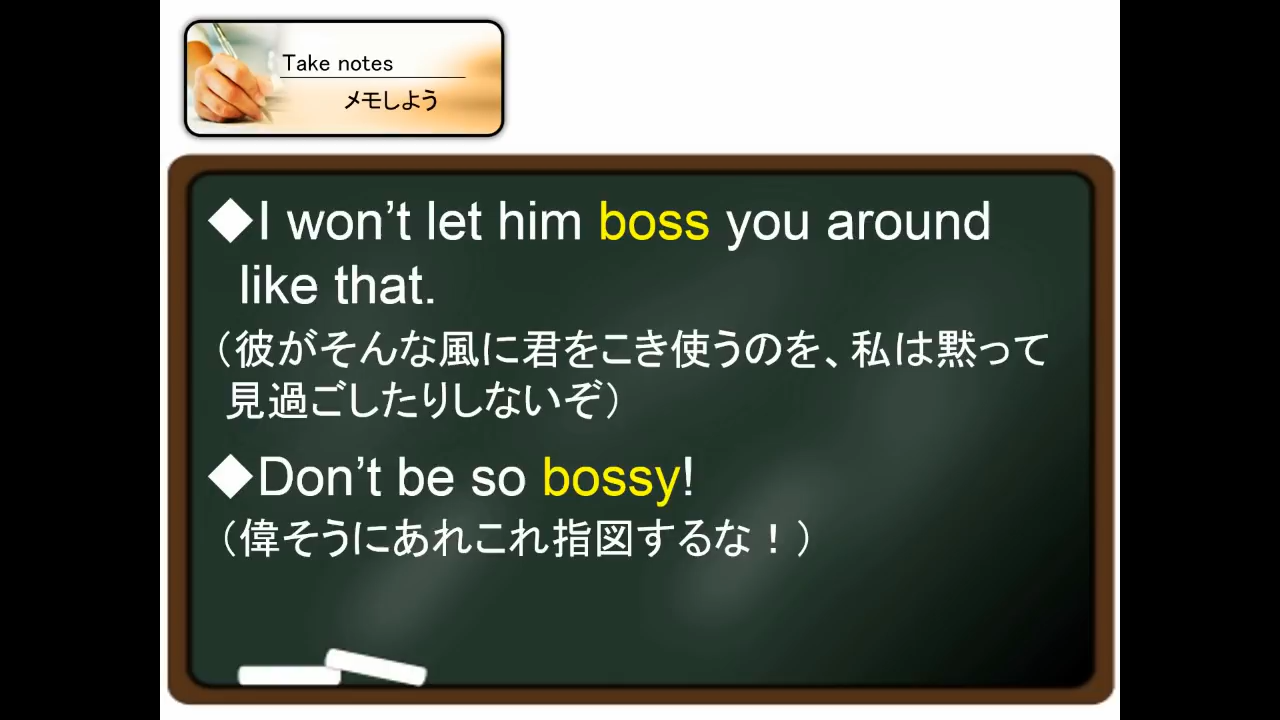 Take notes
メモしよう
◆I won't let him boss you around
like that.
（彼がそんな風に君をこき使うのを、私は黙って
見過ごしたりしないぞ）
◆Don't be so bossy!
（偉そうにあれこれ指図するな！）